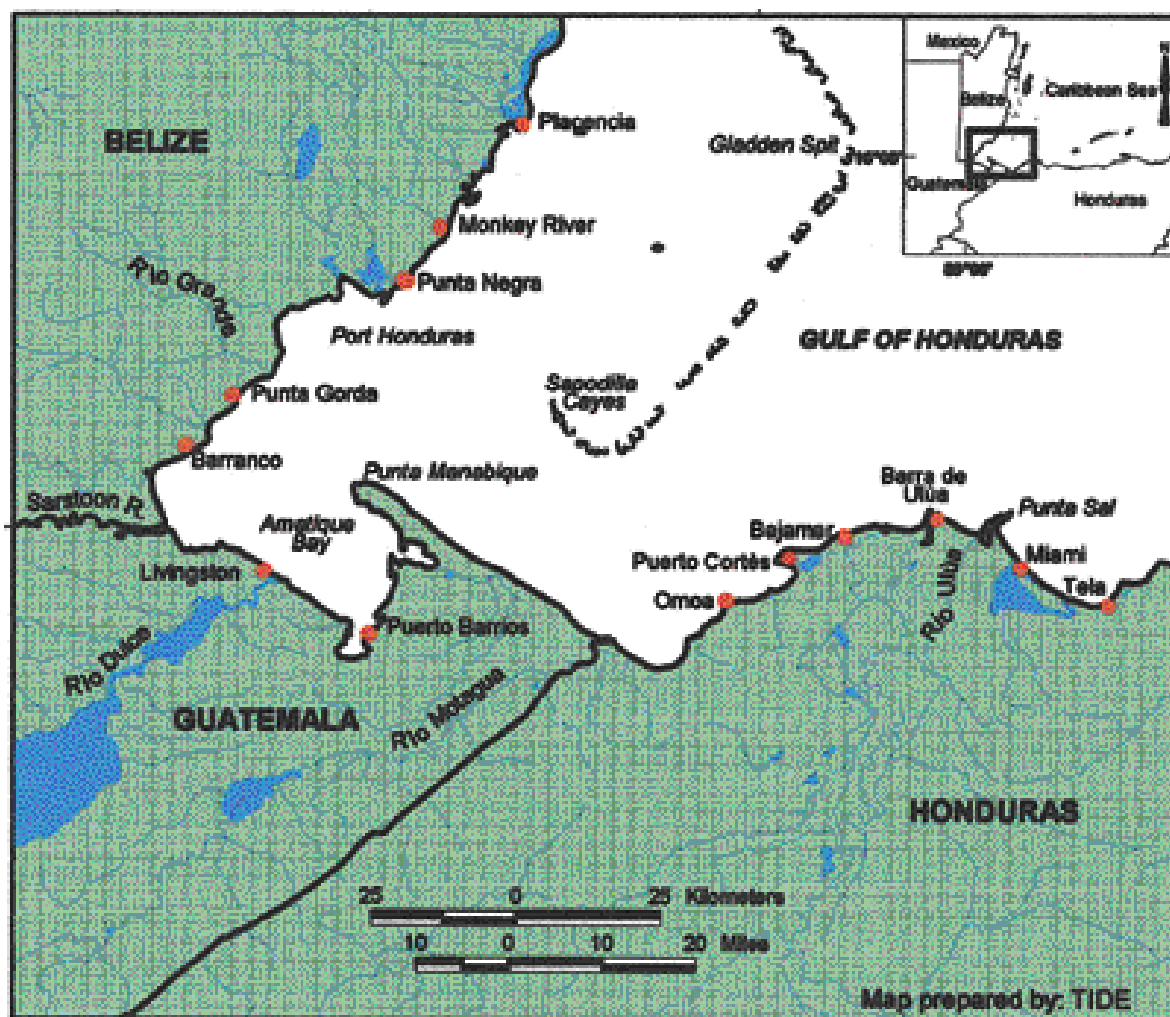 Mexico
Belize
Caribbean Sea
Guatemala
Honduras
Placencia
BELIZE
Gladden Spit
Monkey River
Río Grande
Punta Negra
Port Honduras
GULF OF HONDURAS
Sapodilla
Cayes
Punta Gorda
Barranco
Punta Manabique
Sarstoon R.
Amatique
Bay
Barra de
Ulúa
Punta Sal
Bajamar
Puerto Cortés
Miami
Livingston
Omoa
Río Ulúa
Tela
Puerto Barrios
Río Dulce
GUATEMALA
Río Motagua
HONDURAS
25 0 25 Kilometers
10 0 10 20 Miles
Map prepared by: TIDE